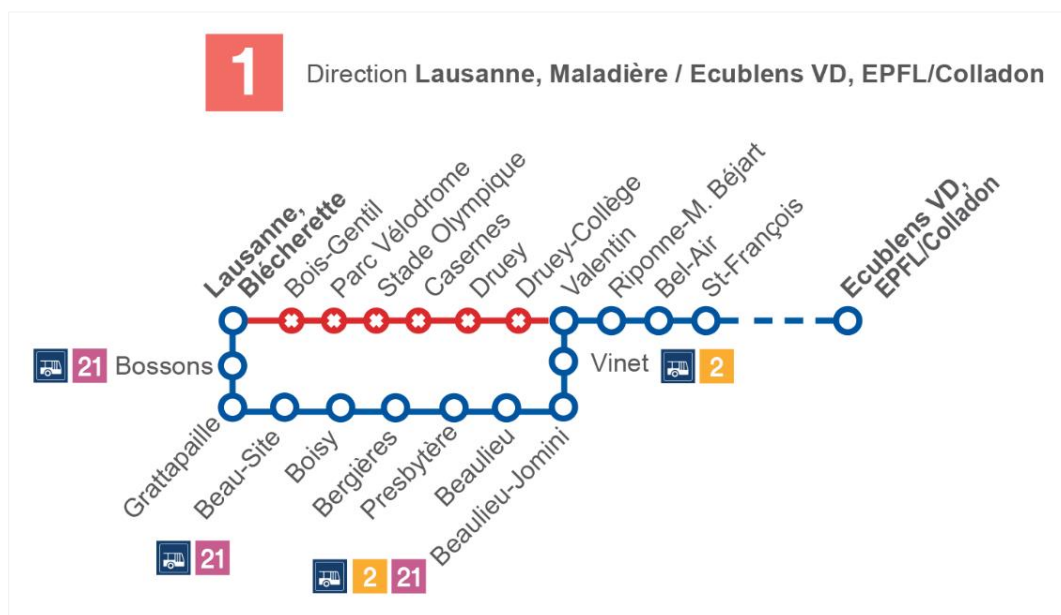 1
Direction Lausanne, Maladière / Ecublens VD, EPFL/Colladon
Lausanne,
Blécherette
Bois-Gentil
Parc Vélodrome
Stade Olympique
Casernes
Druey
Druey-Collège
Valentin
Riponne-M. Béjart
Bel-Air
St-François
Ecublens VD,
EPFL/Colladon
21 Bossons
Vinet 2
Grattapaille
Beau-Site
Boisy
Bergières
Presbytère
Beaulieu
Beaulieu-Jomini
21
2 21